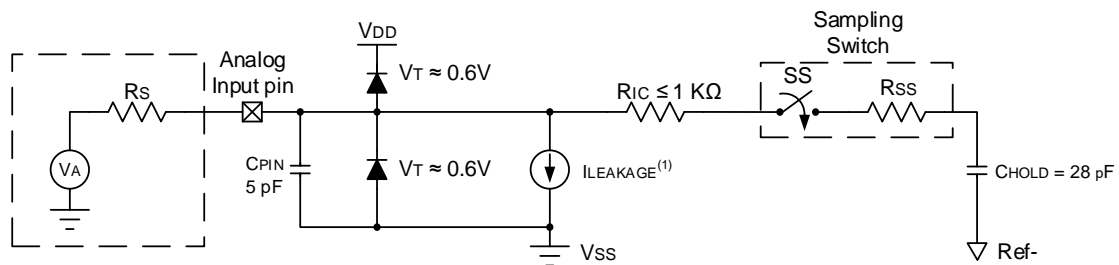 Sampling
Switch
VDD
Analog
Input pin
VT ≈ 0.6V
SS
RS
RIC ≤ 1 KΩ
RSS
VA
CPIN
5 pF
VT ≈ 0.6V
ILEAKAGE(1)
CHOLD = 28 pF
VSS
Ref-